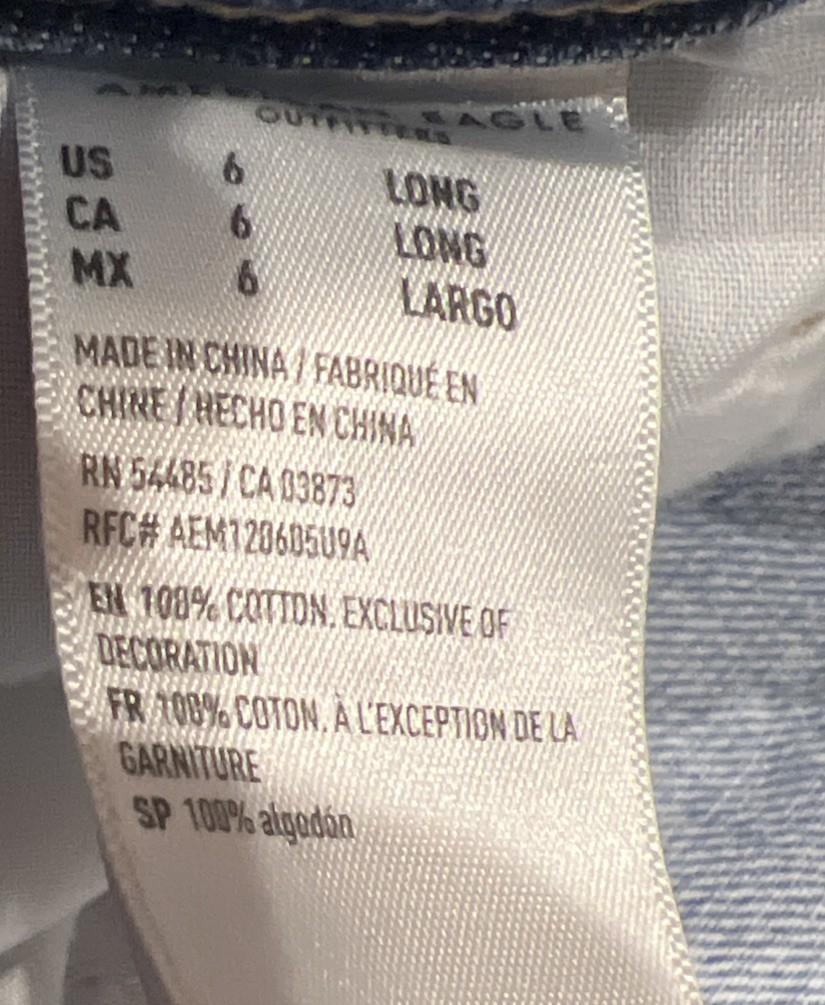 AMERICAN EAGLE
OUTFITTERS
US 6 LONG
CA 6 LONG
MX 6 LARGO
MADE IN CHINA / FABRIQUÉ EN
CHINE / HECHO EN CHINA
RN 54485 / CA 03873
RFC# AEM120605U9A
EN 100% COTTON. EXCLUSIVE OF
DECORATION
FR 100% COTON. À L'EXCEPTION DE LA
GARNITURE
SP 100% algodón